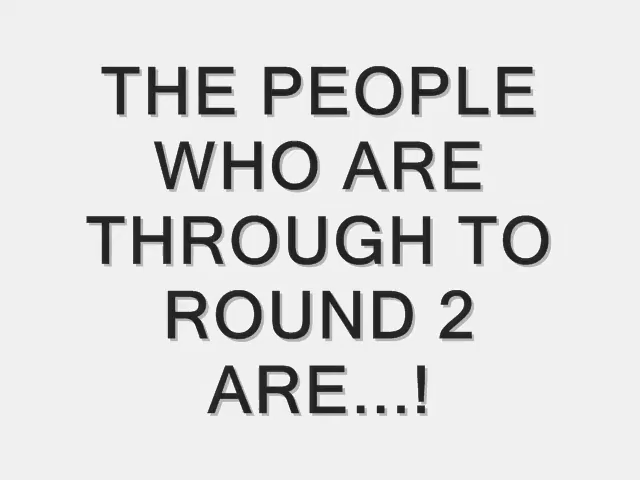 THE PEOPLE
WHO ARE
THROUGH TO
ROUND 2
ARE...!